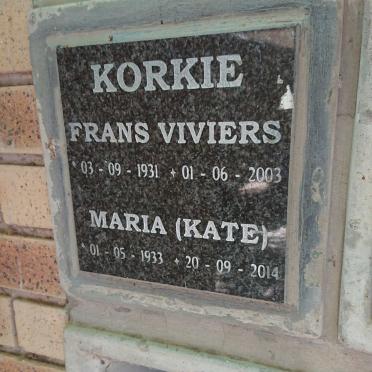 KORKIE
FRANS VIVIERS
* 03 - 09 - 1931 + 01 - 06 - 2003
MARIA (KATE)
* 01 - 05 - 1933 + 20 - 09 - 2014